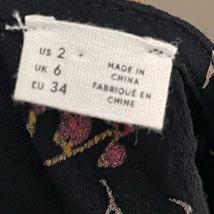 US 2
UK 6
EU 34
MADE IN
CHINA
FABRIQUÉ EN
CHINE